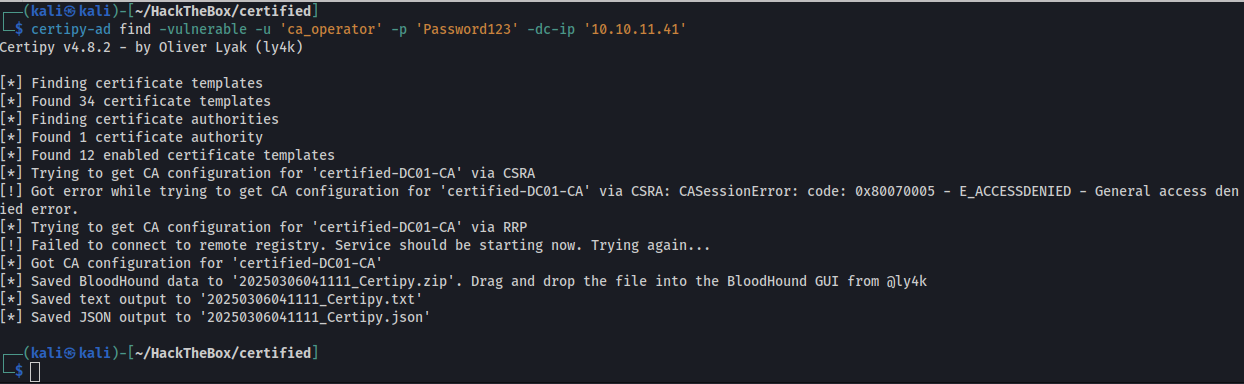 ┌──(kali㉿kali)-[~/HackTheBox/certified]
└─$ certipy-ad find -vulnerable -u 'ca_operator' -p 'Password123' -dc-ip '10.10.11.41'
Certipy v4.8.2 - by Oliver Lyak (ly4k)
[*] Finding certificate templates
[*] Found 34 certificate templates
[*] Finding certificate authorities
[*] Found 1 certificate authority
[*] Found 12 enabled certificate templates
[*] Trying to get CA configuration for 'certified-DC01-CA' via CSRA
[!] Got error while trying to get CA configuration for 'certified-DC01-CA' via CSRA: CASessionError: code: 0x80070005 - E_ACCESSDENIED - General access den
ied error.
[*] Trying to get CA configuration for 'certified-DC01-CA' via RRP
[!] Failed to connect to remote registry. Service should be starting now. Trying again...
[*] Got CA configuration for 'certified-DC01-CA'
[*] Saved BloodHound data to '20250306041111_Certipy.zip'. Drag and drop the file into the BloodHound GUI from @ly4k
[*] Saved text output to '20250306041111_Certipy.txt'
[*] Saved JSON output to '20250306041111_Certipy.json'
┌──(kali㉿kali)-[~/HackTheBox/certified]
└─$